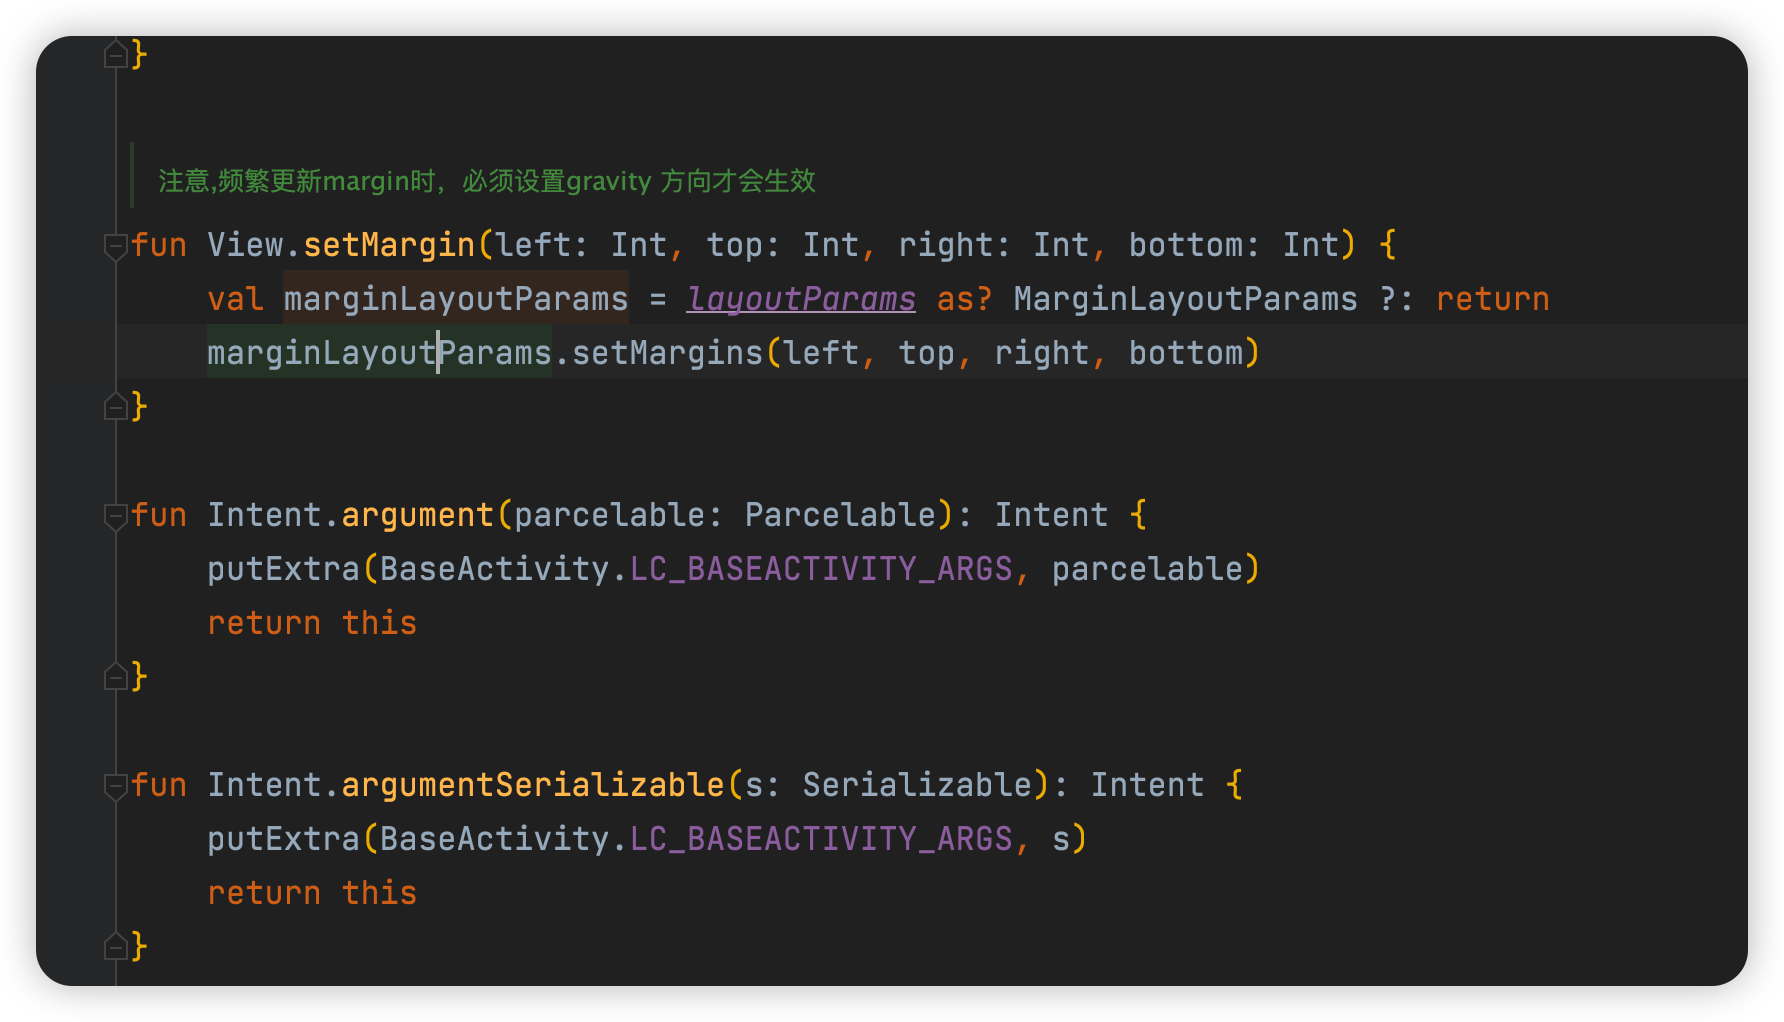 }
注意,频繁更新margin时，必须设置gravity 方向才会生效
fun View.setMargin(left: Int, top: Int, right: Int, bottom: Int) {
    val marginLayoutParams = layoutParams as? MarginLayoutParams ?: return
    marginLayoutParams.setMargins(left, top, right, bottom)
}
fun Intent.argument(parcelable: Parcelable): Intent {
    putExtra(BaseActivity.LC_BASEACTIVITY_ARGS, parcelable)
    return this
}
fun Intent.argumentSerializable(s: Serializable): Intent {
    putExtra(BaseActivity.LC_BASEACTIVITY_ARGS, s)
    return this
}